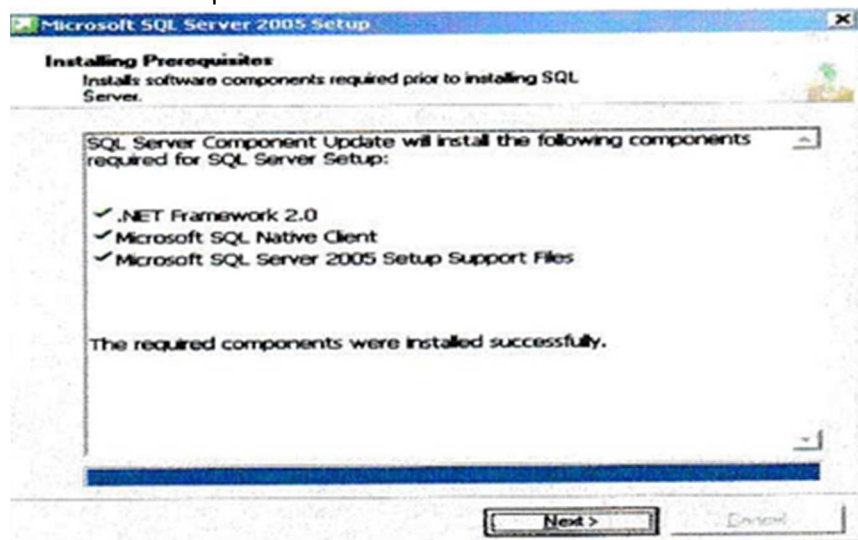 Microsoft SQL Server 2005 Setup
Installing Prerequisites
Installs software components required prior to installing SQL
Server.
SQL Server Component Update will install the following components
required for SQL Server Setup:
.NET Framework 2.0
Microsoft SQL Native Client
Microsoft SQL Server 2005 Setup Support Files
The required components were installed successfully.
Next >
Cancel